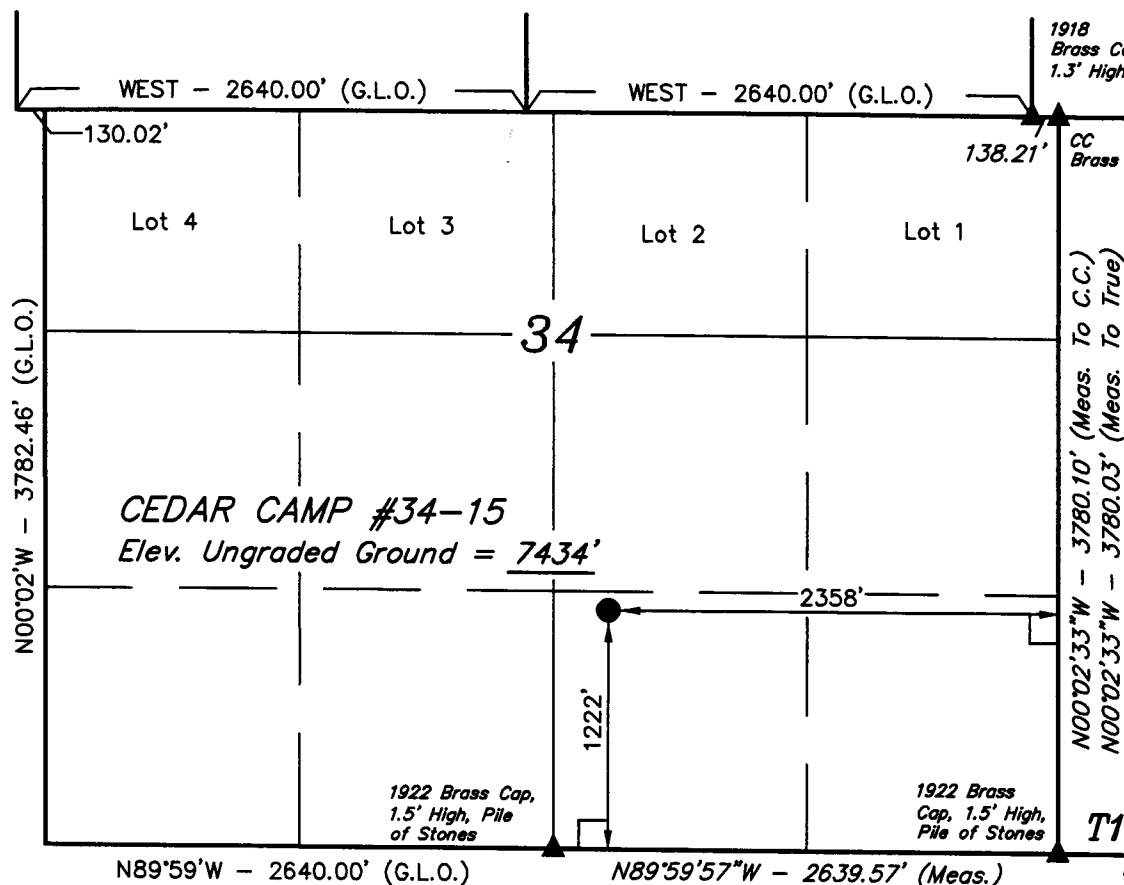 1918
Brass
1.3' High
WEST - 2640.00' (G.L.O.)
WEST - 2640.00' (G.L.O.)
130.02'
138.21'
CC
Brass
Lot 4
Lot 3
Lot 2
Lot 1
34
N00°02'W - 3782.46' (G.L.O.)
N00°02'33"W - 3780.10' (Meas. To C.C.)
N00°02'33"W - 3780.03' (Meas. To True)
CEDAR CAMP #34-15
Elev. Ungraded Ground = 7434'
2358'
1222'
1922 Brass Cap,
1.5' High, Pile
of Stones
1922 Brass
Cap, 1.5' High,
Pile of Stones
T1
N89°59'W - 2640.00' (G.L.O.)
N89°59'57"W - 2639.57' (Meas.)